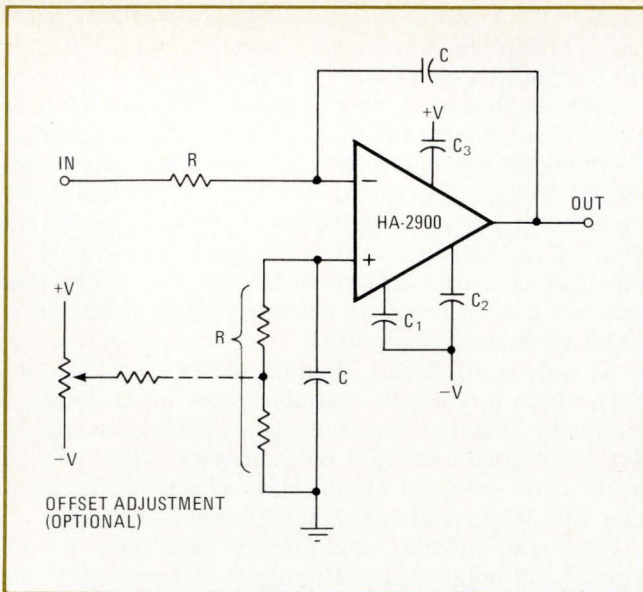 C
+V
C3
IN
R
−
HA-2900
OUT
+
+V
R
C1
C2
C
−V
−V
OFFSET ADJUSTMENT
(OPTIONAL)